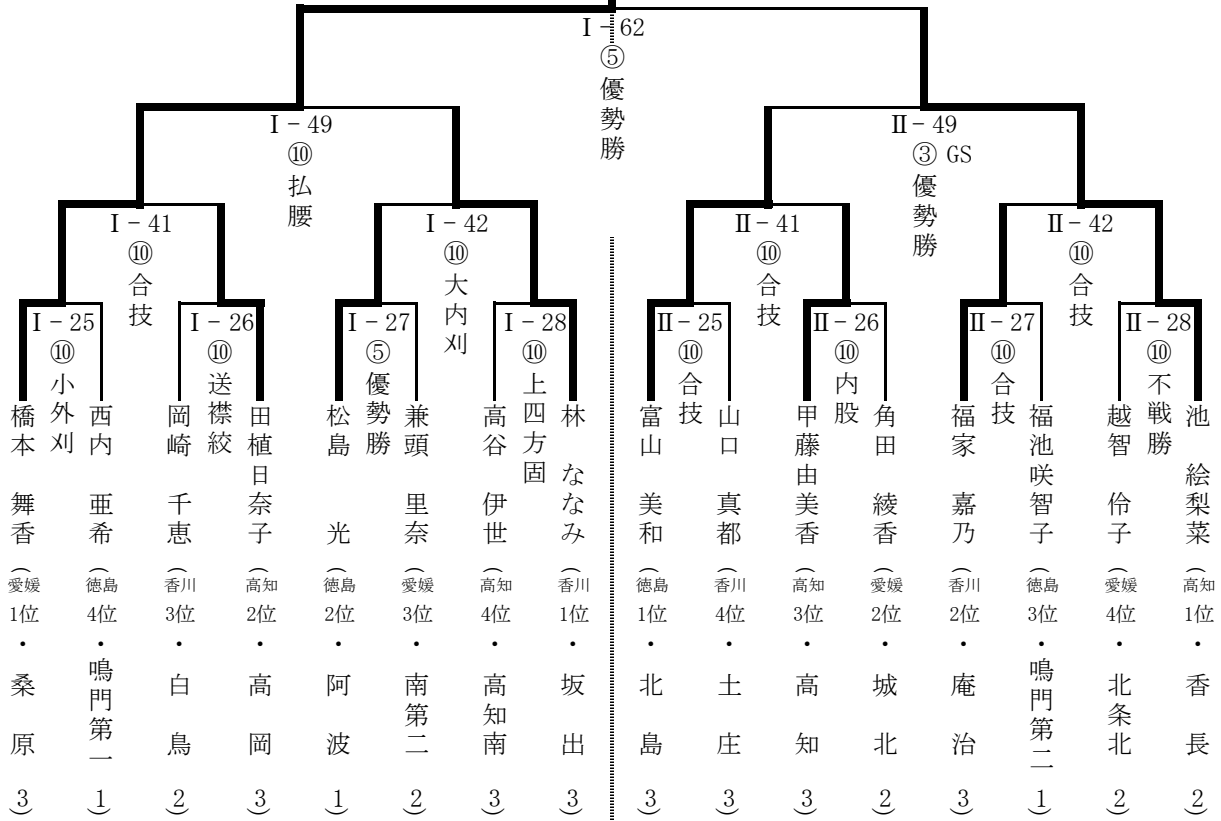 Ⅰ-62
⑤
優勢勝
Ⅰ-49
⑩
払腰
Ⅱ-49
③ GS
優勢勝
Ⅰ-41
⑩
合技
Ⅰ-42
⑩
大内刈
Ⅱ-41
⑩
合技
Ⅱ-42
⑩
合技
Ⅰ-25
⑩
小外刈
Ⅰ-26
⑩
送襟絞
Ⅰ-27
⑤
優勢勝
Ⅰ-28
⑩
上四方固
Ⅱ-25
⑩
合技
Ⅱ-26
⑩
内股
Ⅱ-27
⑩
合技
Ⅱ-28
⑩
不戦勝
橋本 舞香(愛媛1位・桑原3)
西内 亜希(徳島4位・鳴門第一1)
岡崎 千恵(香川3位・白鳥2)
田植日奈子(高知2位・高岡3)
松島 光(徳島2位・阿波1)
兼頭 里奈(愛媛3位・南第二2)
高谷 伊世(高知4位・高知南3)
林 ななみ(香川1位・坂出3)
富山 美和(徳島1位・北島3)
山口 真都(香川4位・土庄3)
甲藤由美香(高知3位・高知3)
角田 綾香(愛媛2位・城北2)
福家 嘉乃(香川2位・庵治3)
福池咲智子(徳島3位・鳴門第二1)
越智 伶子(愛媛4位・北条北2)
池 絵梨菜(高知1位・香長2)